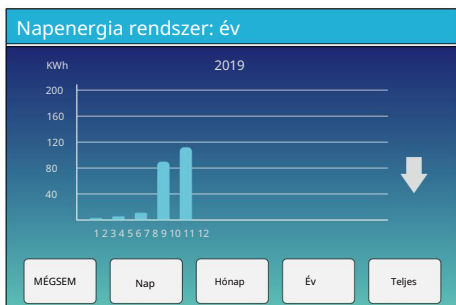 Napenergia rendszer: év
KWh
2019
200
160
120
80
40
1 2 3 4 5 6 7 8 9 10 11 12
MÉGSEM
Nap
Hónap
Év
Teljes